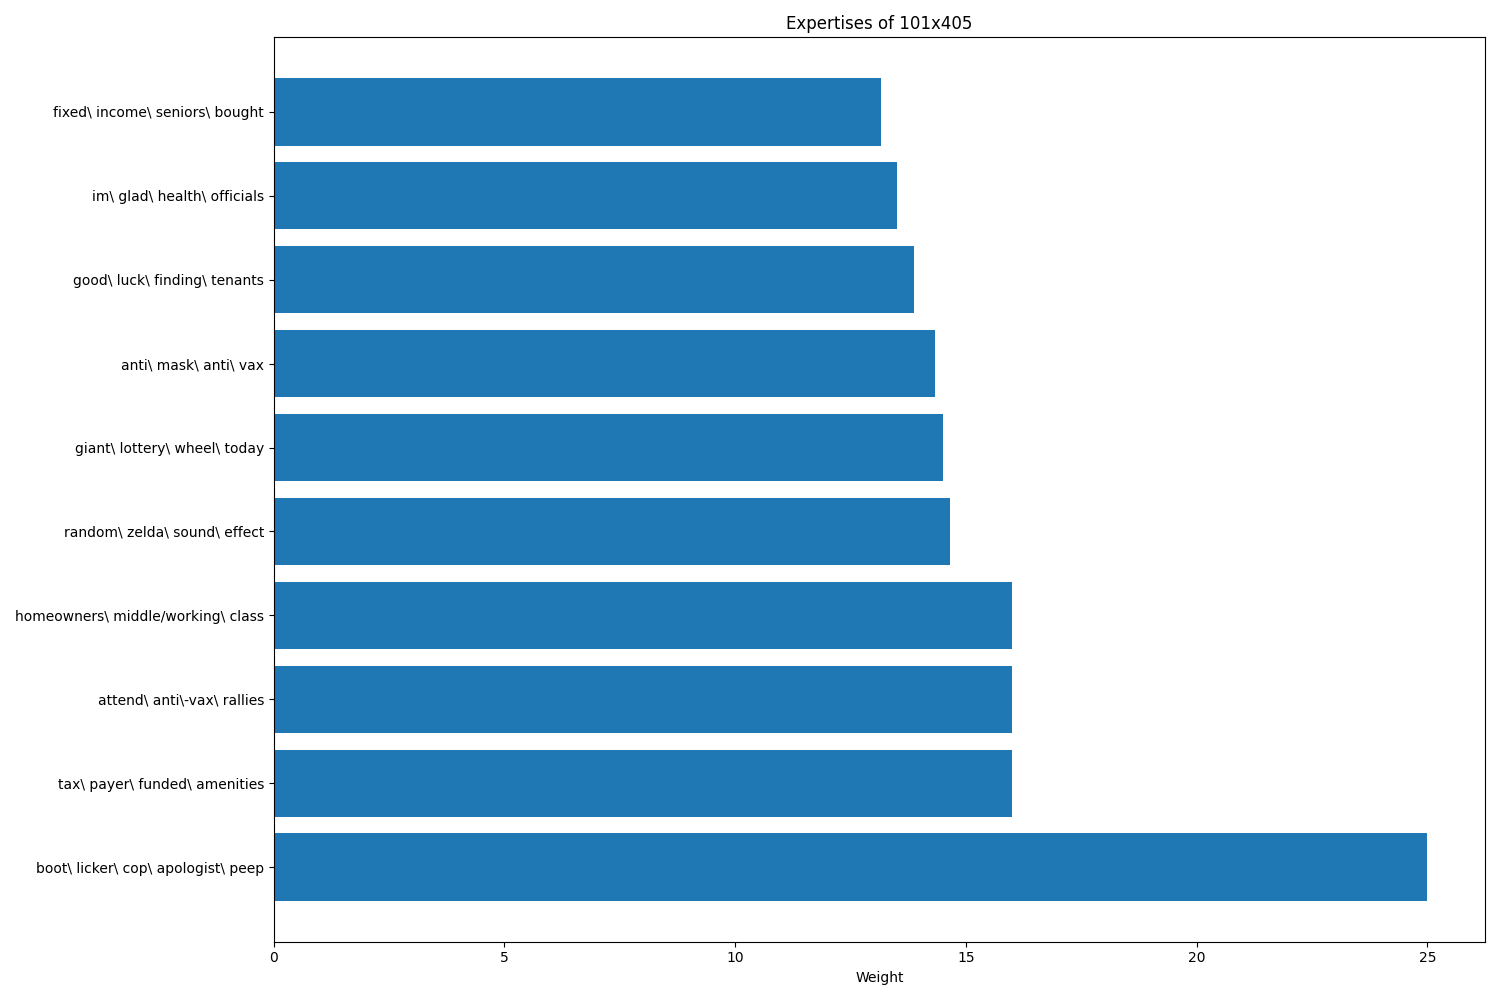 Expertises of 101x405
fixed\ income\ seniors\ bought
im\ glad\ health\ officials
good\ luck\ finding\ tenants
anti\ mask\ anti\ vax
giant\ lottery\ wheel\ today
random\ zelda\ sound\ effect
homeowners\ middle/working\ class
attend\ anti\-vax\ rallies
tax\ payer\ funded\ amenities
boot\ licker\ cop\ apologist\ peep
0 5 10 15 20 25
Weight